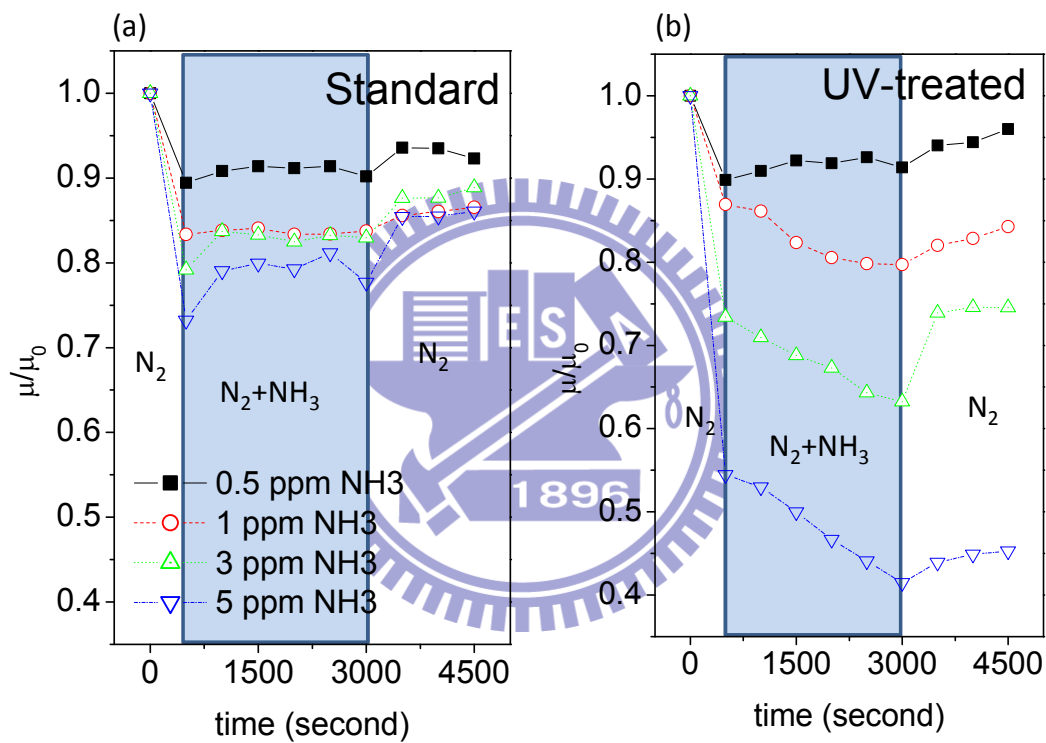 (a)
Standard
1.0
0.9
0.8
0.7
0.6
0.5
0.4
μ/μ₀
N₂
N₂+NH₃
N₂
0.5 ppm NH3
1 ppm NH3
3 ppm NH3
5 ppm NH3
0 1500 3000 4500
time (second)
(b)
UV-treated
1.0
0.9
0.8
0.7
0.6
0.5
0.4
μ/μ₀
N₂
N₂+NH₃
N₂
0 1500 3000 4500
time (second)
E S
1896